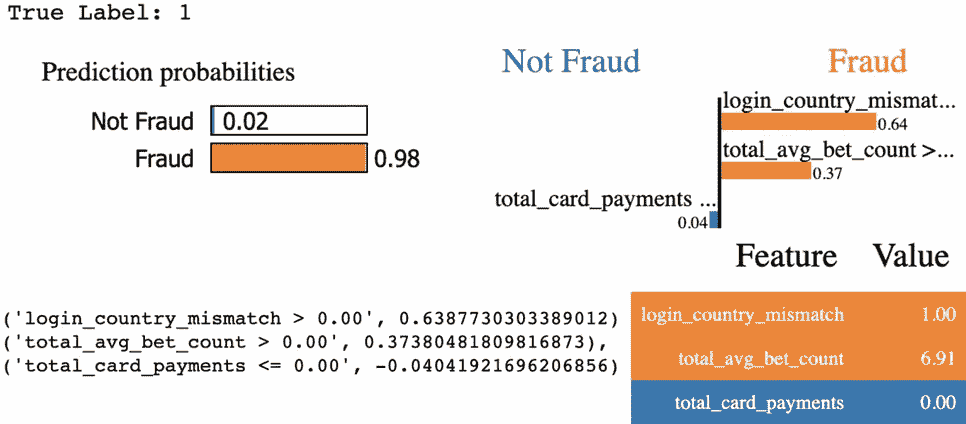 True Label: 1
Prediction probabilities
Not Fraud 0.02
Fraud 0.98
Not Fraud Fraud
login_country_mismat...
0.64
total_avg_bet_count >...
0.37
total_card_payments ...
0.04
('login_country_mismatch > 0.00', 0.6387730303389012)
('total_avg_bet_count > 0.00', 0.37380481809816873),
('total_card_payments <= 0.00', -0.04041921696206856)
Feature Value
login_country_mismatch 1.00
total_avg_bet_count 6.91
total_card_payments 0.00